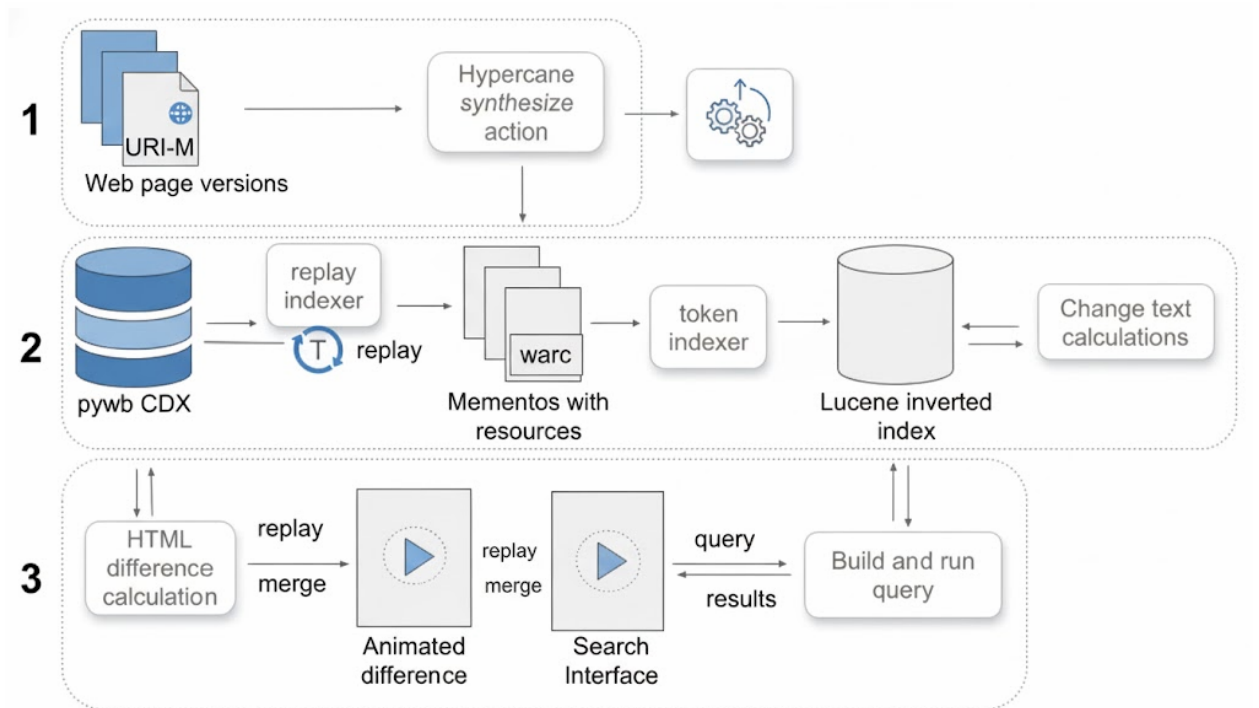 1
URI-M
Web page versions
Hypercane
synthesize
action
2
pywb CDX
replay
indexer
T
replay
warc
Mementos with
resources
token
indexer
Lucene inverted
index
Change text
calculations
3
HTML
difference
calculation
replay
merge
Animated
difference
replay
merge
Search
Interface
query
results
Build and run
query